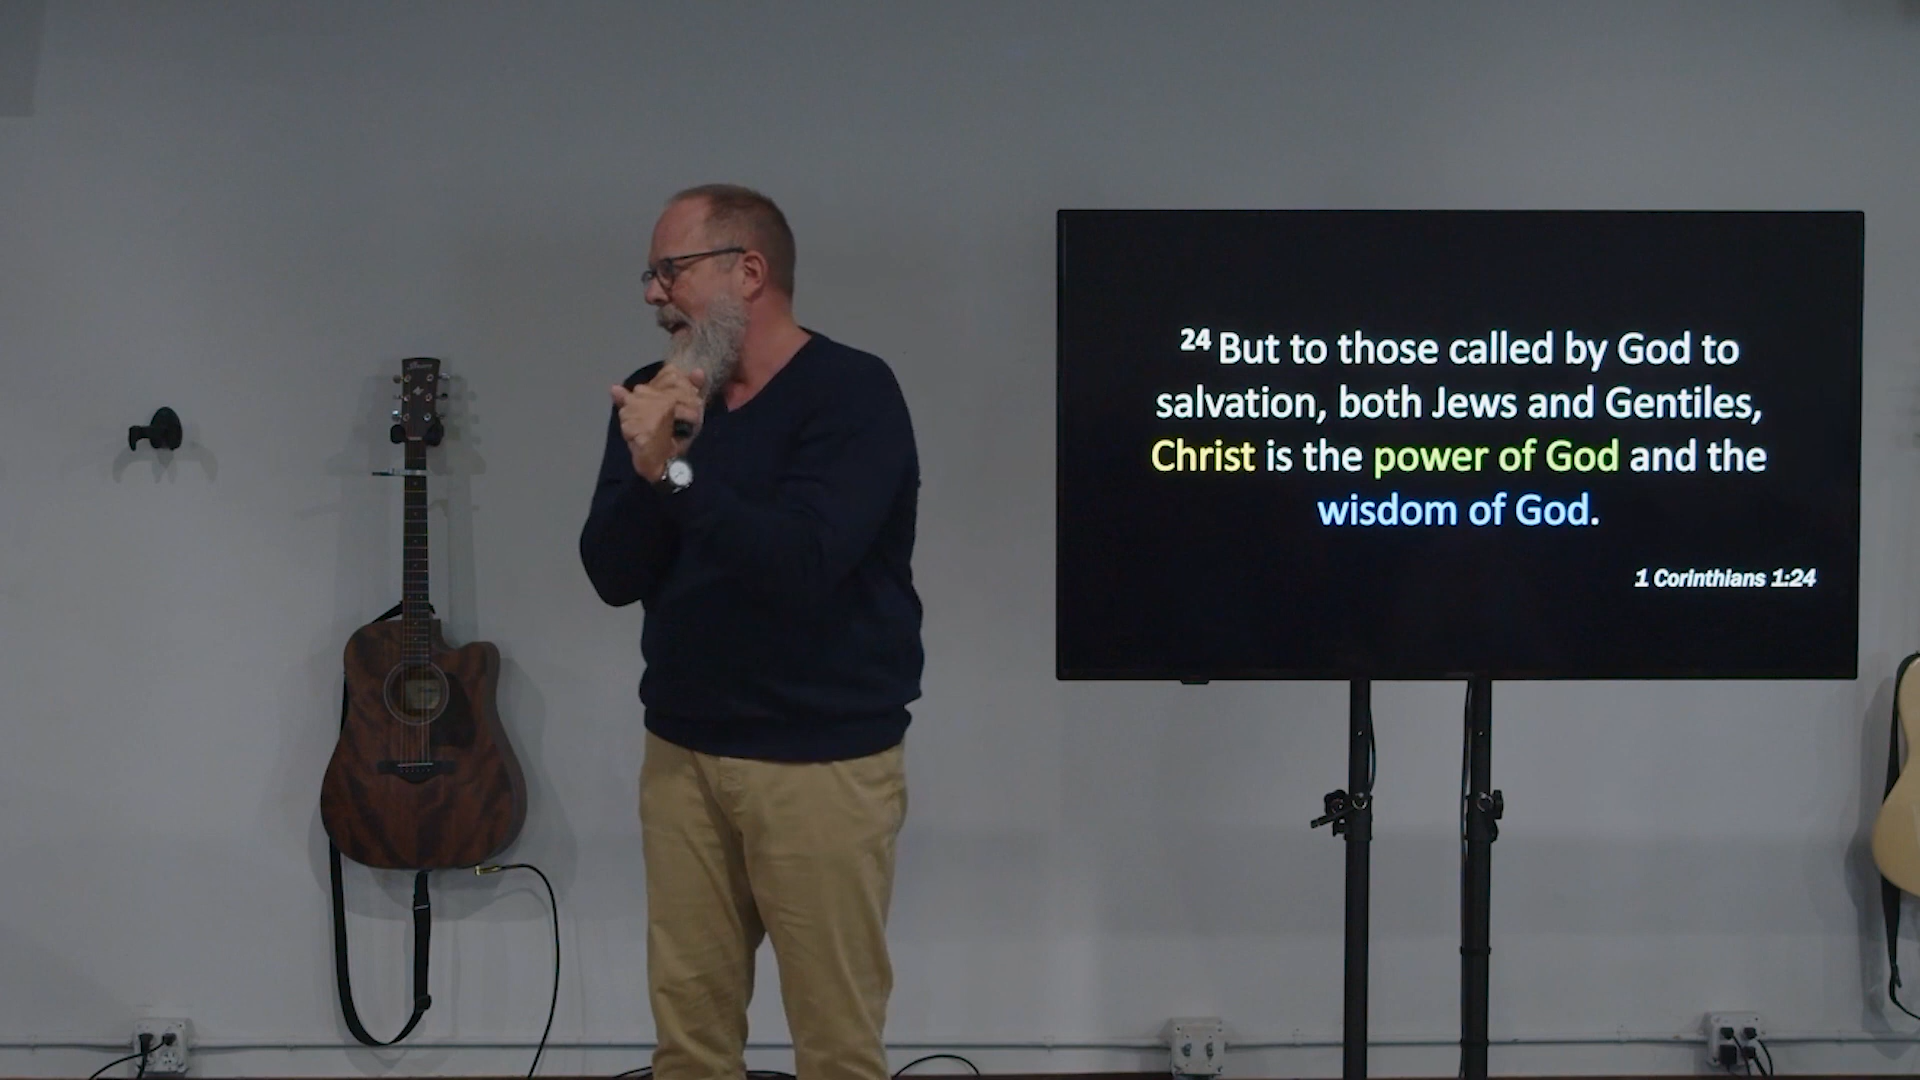 24 But to those called by God to
salvation, both Jews and Gentiles,
Christ is the power of God and the
wisdom of God.
1 Corinthians 1:24